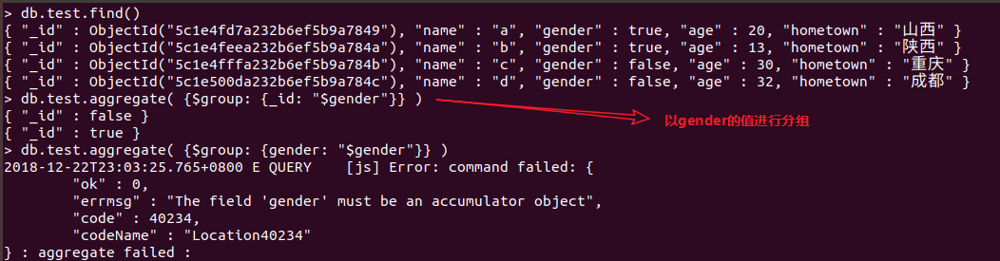 > db.test.find()
{ "_id" : ObjectId("5c1e4fd7a232b6ef5b9a7849"), "name" : "a", "gender" : true, "age" : 20, "hometown" : "山西" }
{ "_id" : ObjectId("5c1e4feea232b6ef5b9a784a"), "name" : "b", "gender" : true, "age" : 13, "hometown" : "陕西" }
{ "_id" : ObjectId("5c1e4fffa232b6ef5b9a784b"), "name" : "c", "gender" : false, "age" : 30, "hometown" : "重庆" }
{ "_id" : ObjectId("5c1e500da232b6ef5b9a784c"), "name" : "d", "gender" : false, "age" : 32, "hometown" : "成都" }
> db.test.aggregate( {$group: {_id: "$gender"}} )
{ "_id" : false }
以gender的值进行分组
{ "_id" : true }
> db.test.aggregate( {$group: {gender: "$gender"}} )
2018-12-22T23:03:25.765+0800 E QUERY    [js] Error: command failed: {
        "ok" : 0,
        "errmsg" : "The field 'gender' must be an accumulator object",
        "code" : 40234,
        "codeName" : "Location40234"
} : aggregate failed :